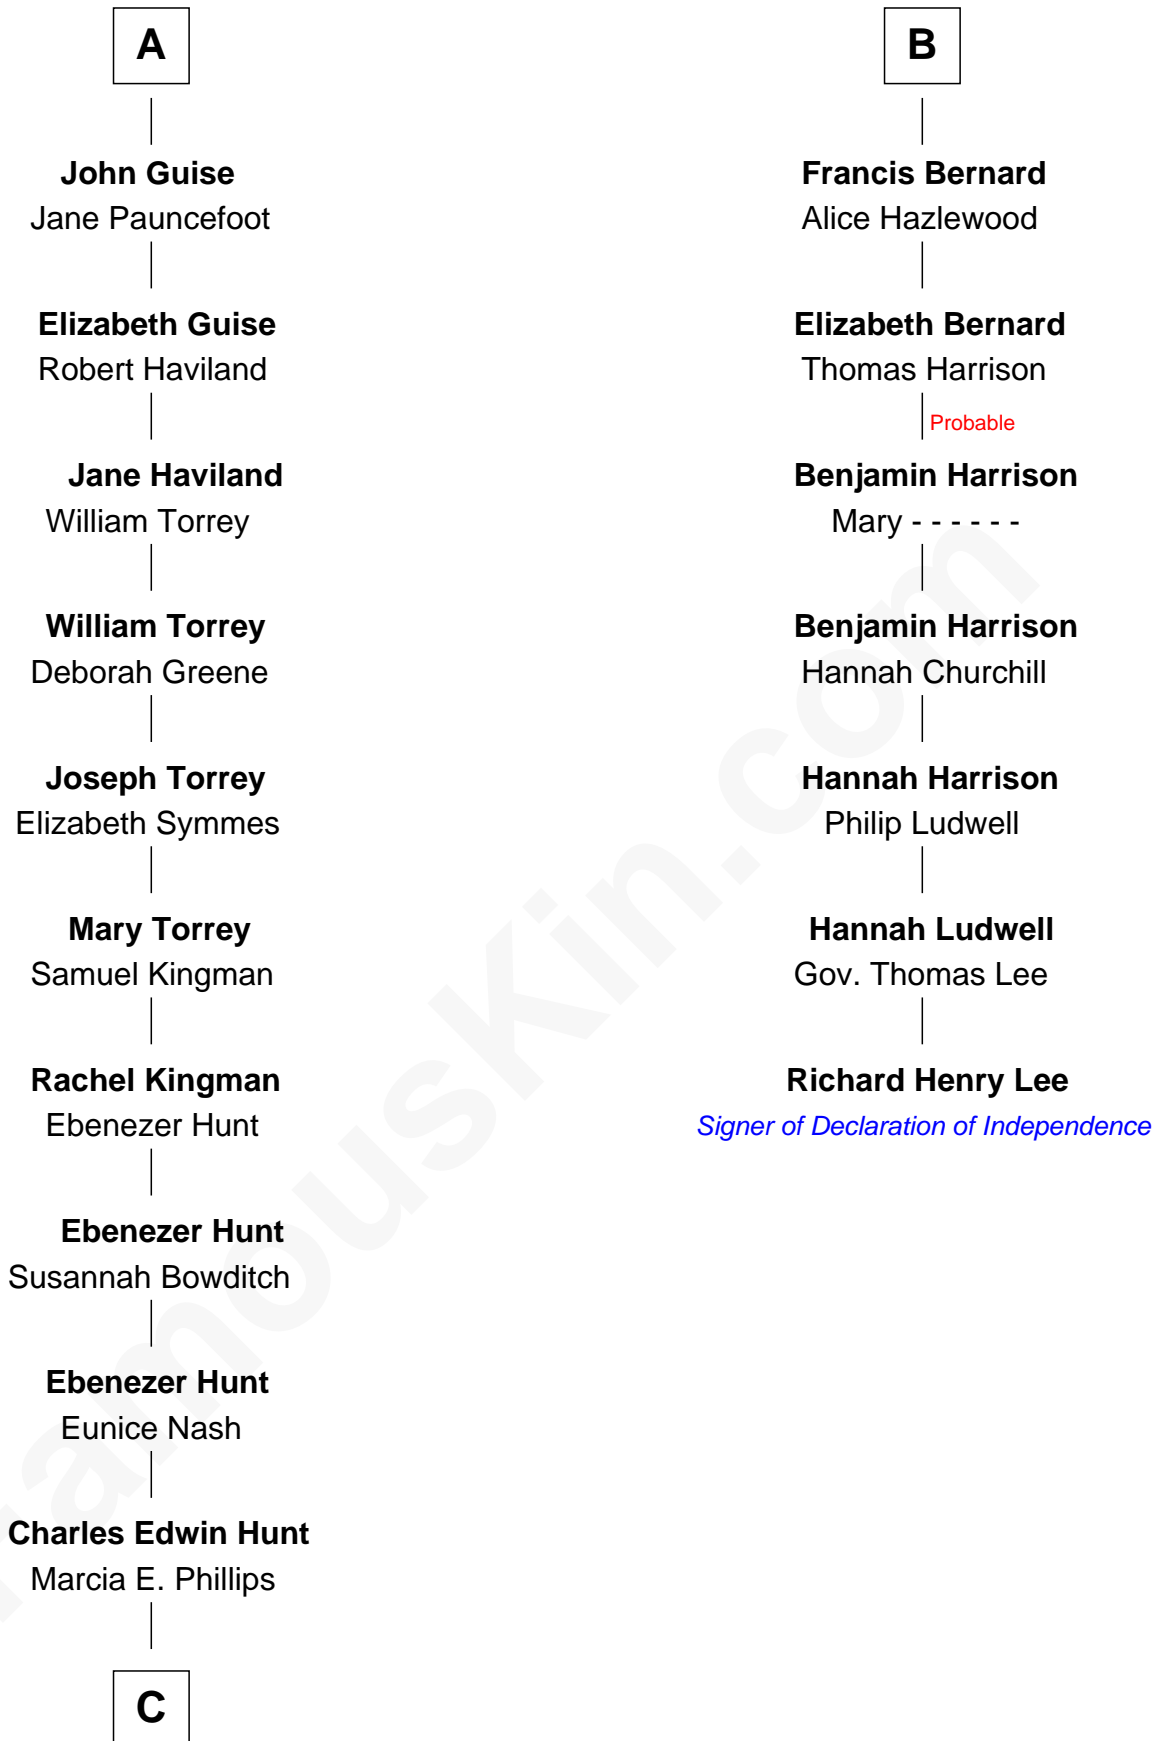 A
John Guise
Jane Pauncefoot
Elizabeth Guise
Robert Haviland
Jane Haviland
William Torrey
William Torrey
Deborah Greene
Joseph Torrey
Elizabeth Symmes
Mary Torrey
Samuel Kingman
Rachel Kingman
Ebenezer Hunt
Ebenezer Hunt
Susannah Bowditch
Ebenezer Hunt
Eunice Nash
Charles Edwin Hunt
Marcia E. Phillips
C
B
Francis Bernard
Alice Hazlewood
Elizabeth Bernard
Thomas Harrison
Probable
Benjamin Harrison
Mary - - - - - -
Benjamin Harrison
Hannah Churchill
Hannah Harrison
Philip Ludwell
Hannah Ludwell
Gov. Thomas Lee
Richard Henry Lee
Signer of Declaration of Independence
FamousKin.com